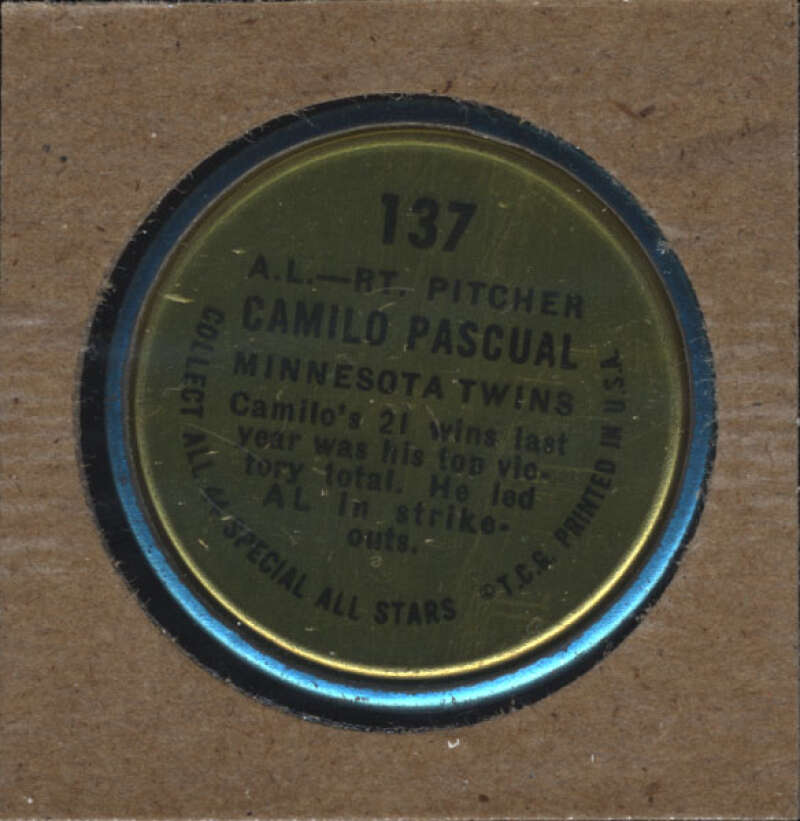 137
A.L.—RT. PITCHER
CAMILO PASCUAL
MINNESOTA TWINS
Camilo's 21 wins last
year was his top vic-
tory total. He led
AL in strike-
outs.
COLLECT ALL 44 SPECIAL ALL STARS
©T.C.G. PRINTED IN U.S.A.